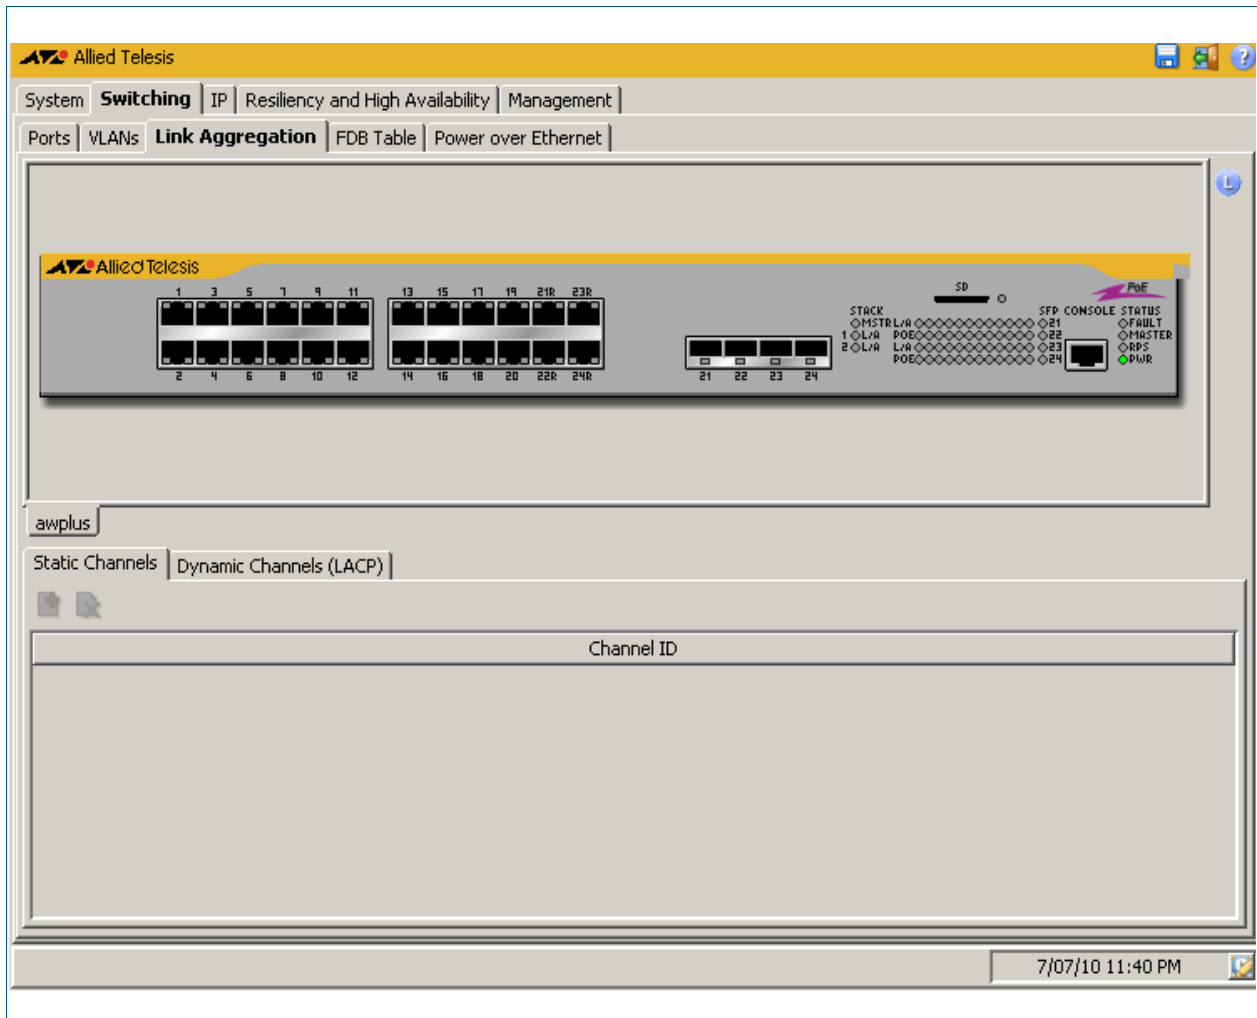 Allied Telesis
System Switching IP Resiliency and High Availability Management
Ports VLANs Link Aggregation FDB Table Power over Ethernet
L
Allied Telesis
1 3 5 7 9 11 13 15 17 19 21R 23R
2 4 6 8 10 12 14 16 18 20 22R 24R
21 22 23 24
SD
PoE
STACK SFP CONSOLE STATUS
MSTR L/A 21 FAULT
1 L/A POE 22 MASTER
2 L/A L/A 23 RPS
POE 24 PWR
awplus
Static Channels Dynamic Channels (LACP)
Channel ID
7/07/10 11:40 PM